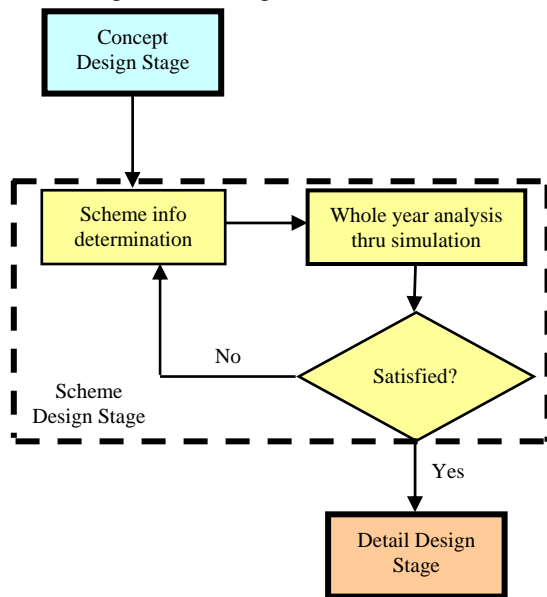 Concept
Design Stage
Scheme info
determination
Whole year analysis
thru simulation
No
Satisfied?
Scheme
Design Stage
Yes
Detail Design
Stage